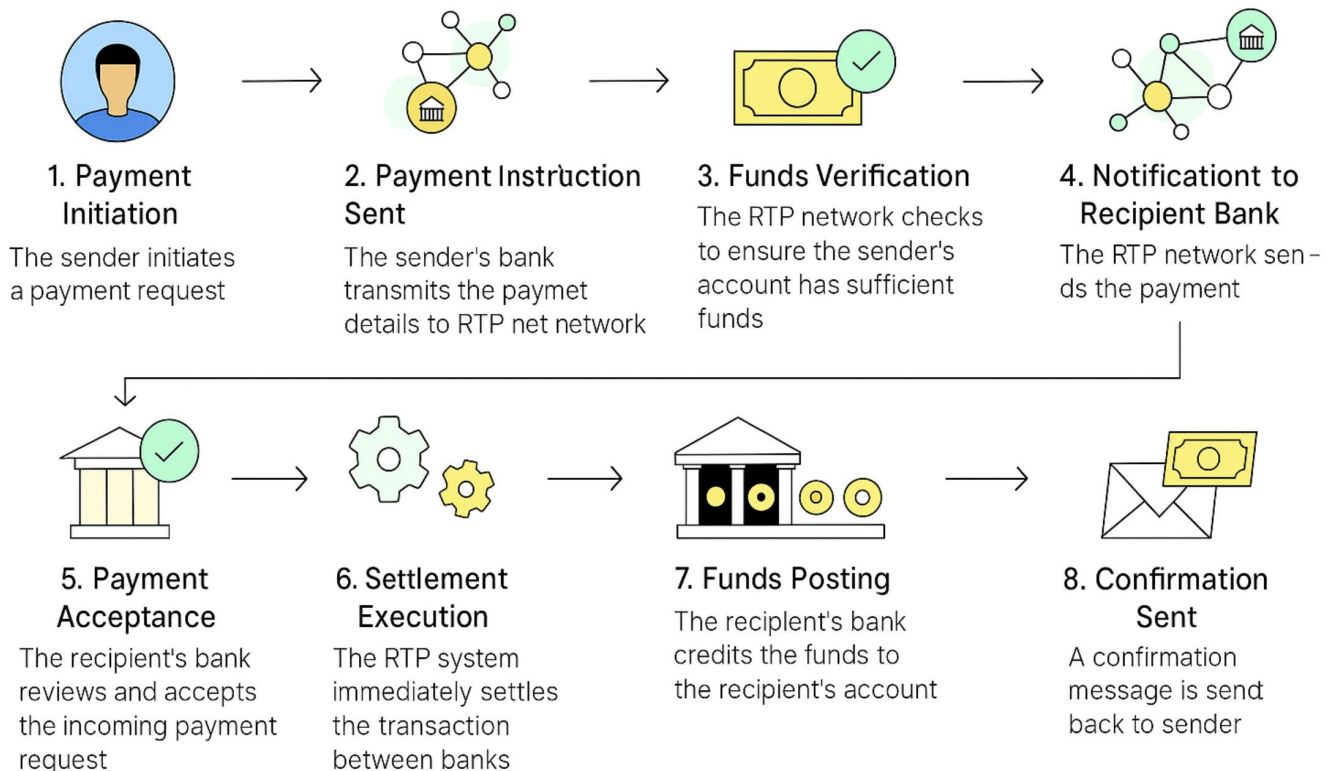 1. Payment
Initiation
The sender initiates
a payment request
2. Payment Instruction
Sent
The sender's bank
transmits the paymet
details to RTP net network
3. Funds Verification
The RTP network checks
to ensure the sender's
account has sufficient
funds
4. Notificationt to
Recipient Bank
The RTP network sen-
ds the payment
5. Payment
Acceptance
The recipient's bank
reviews and accepts
the incoming payment
request
6. Settlement
Execution
The RTP system
immediately settles
the transaction
between banks
7. Funds Posting
The reciplent's bank
credits the funds to
the recipient's account
8. Confirmation
Sent
A confirmation
message is send
back to sender